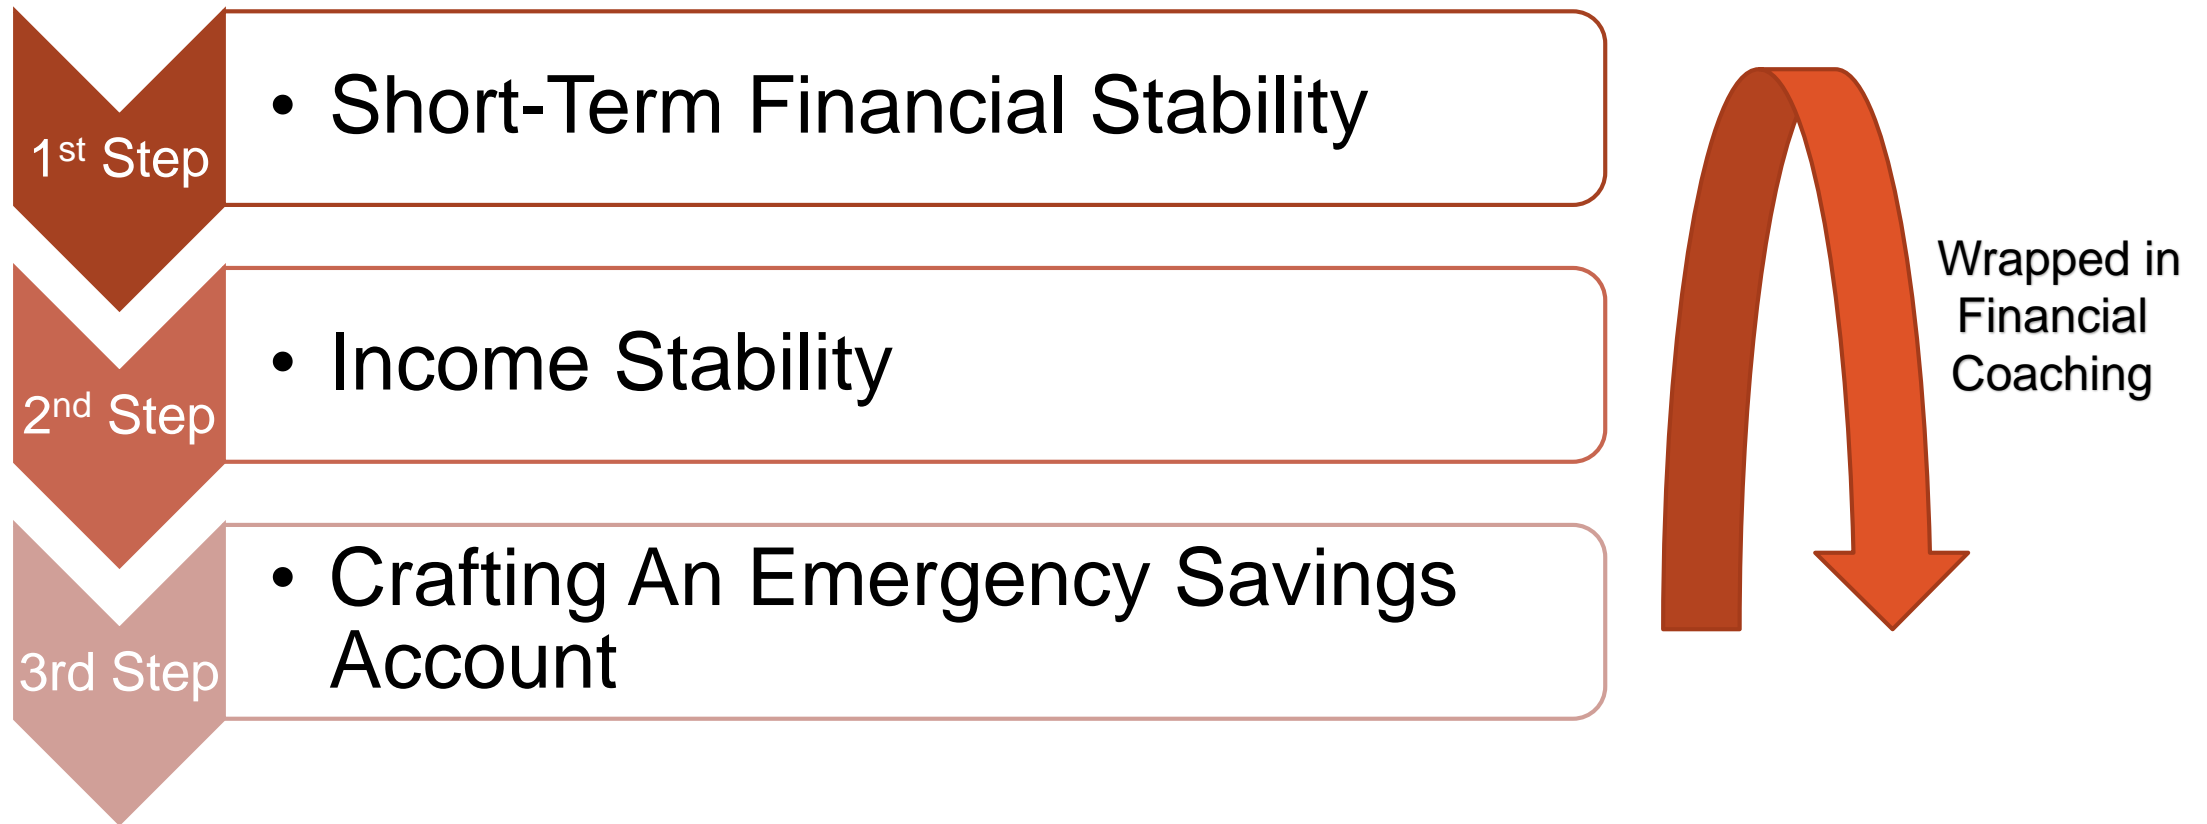 1st Step
• Short-Term Financial Stability
2nd Step
• Income Stability
3rd Step
• Crafting An Emergency Savings
Account
Wrapped in
Financial
Coaching